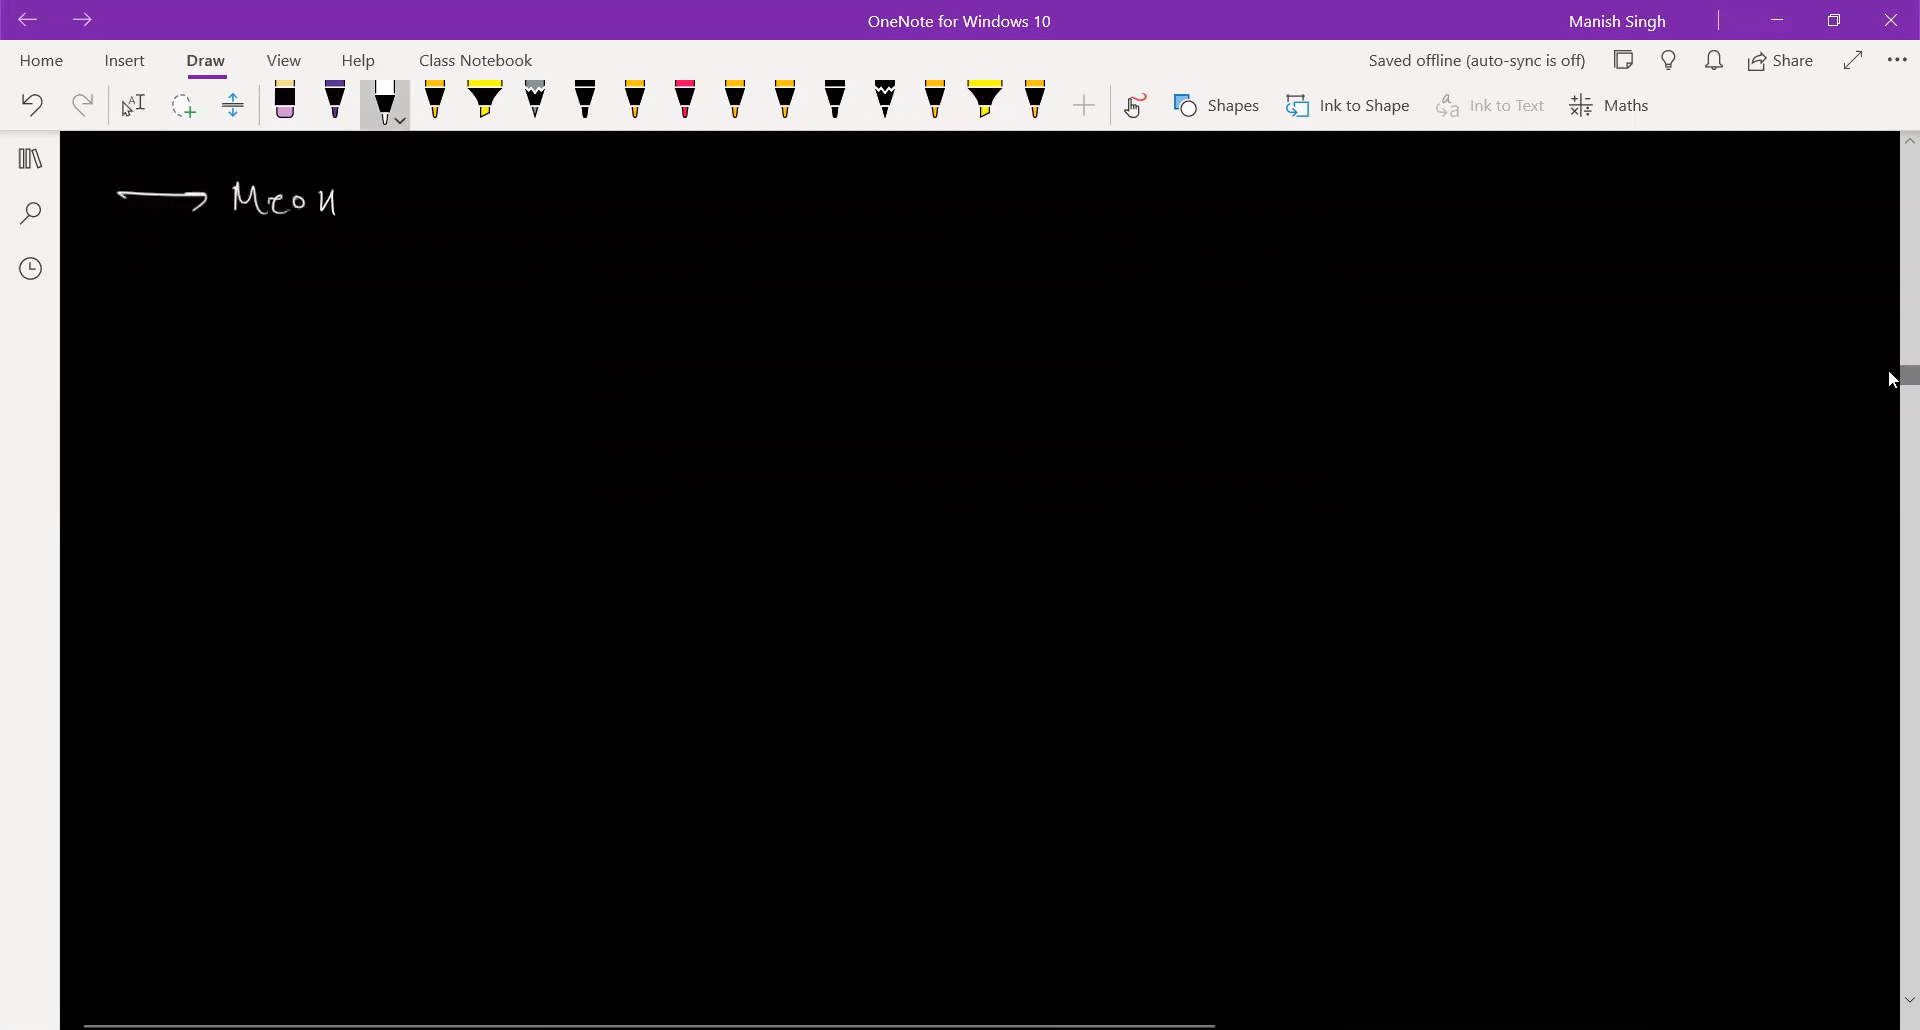 OneNote for Windows 10 Manish Singh
Home Insert Draw View Help Class Notebook Saved offline (auto-sync is off) Share
Shapes Ink to Shape Ink to Text Maths
→ MeOH